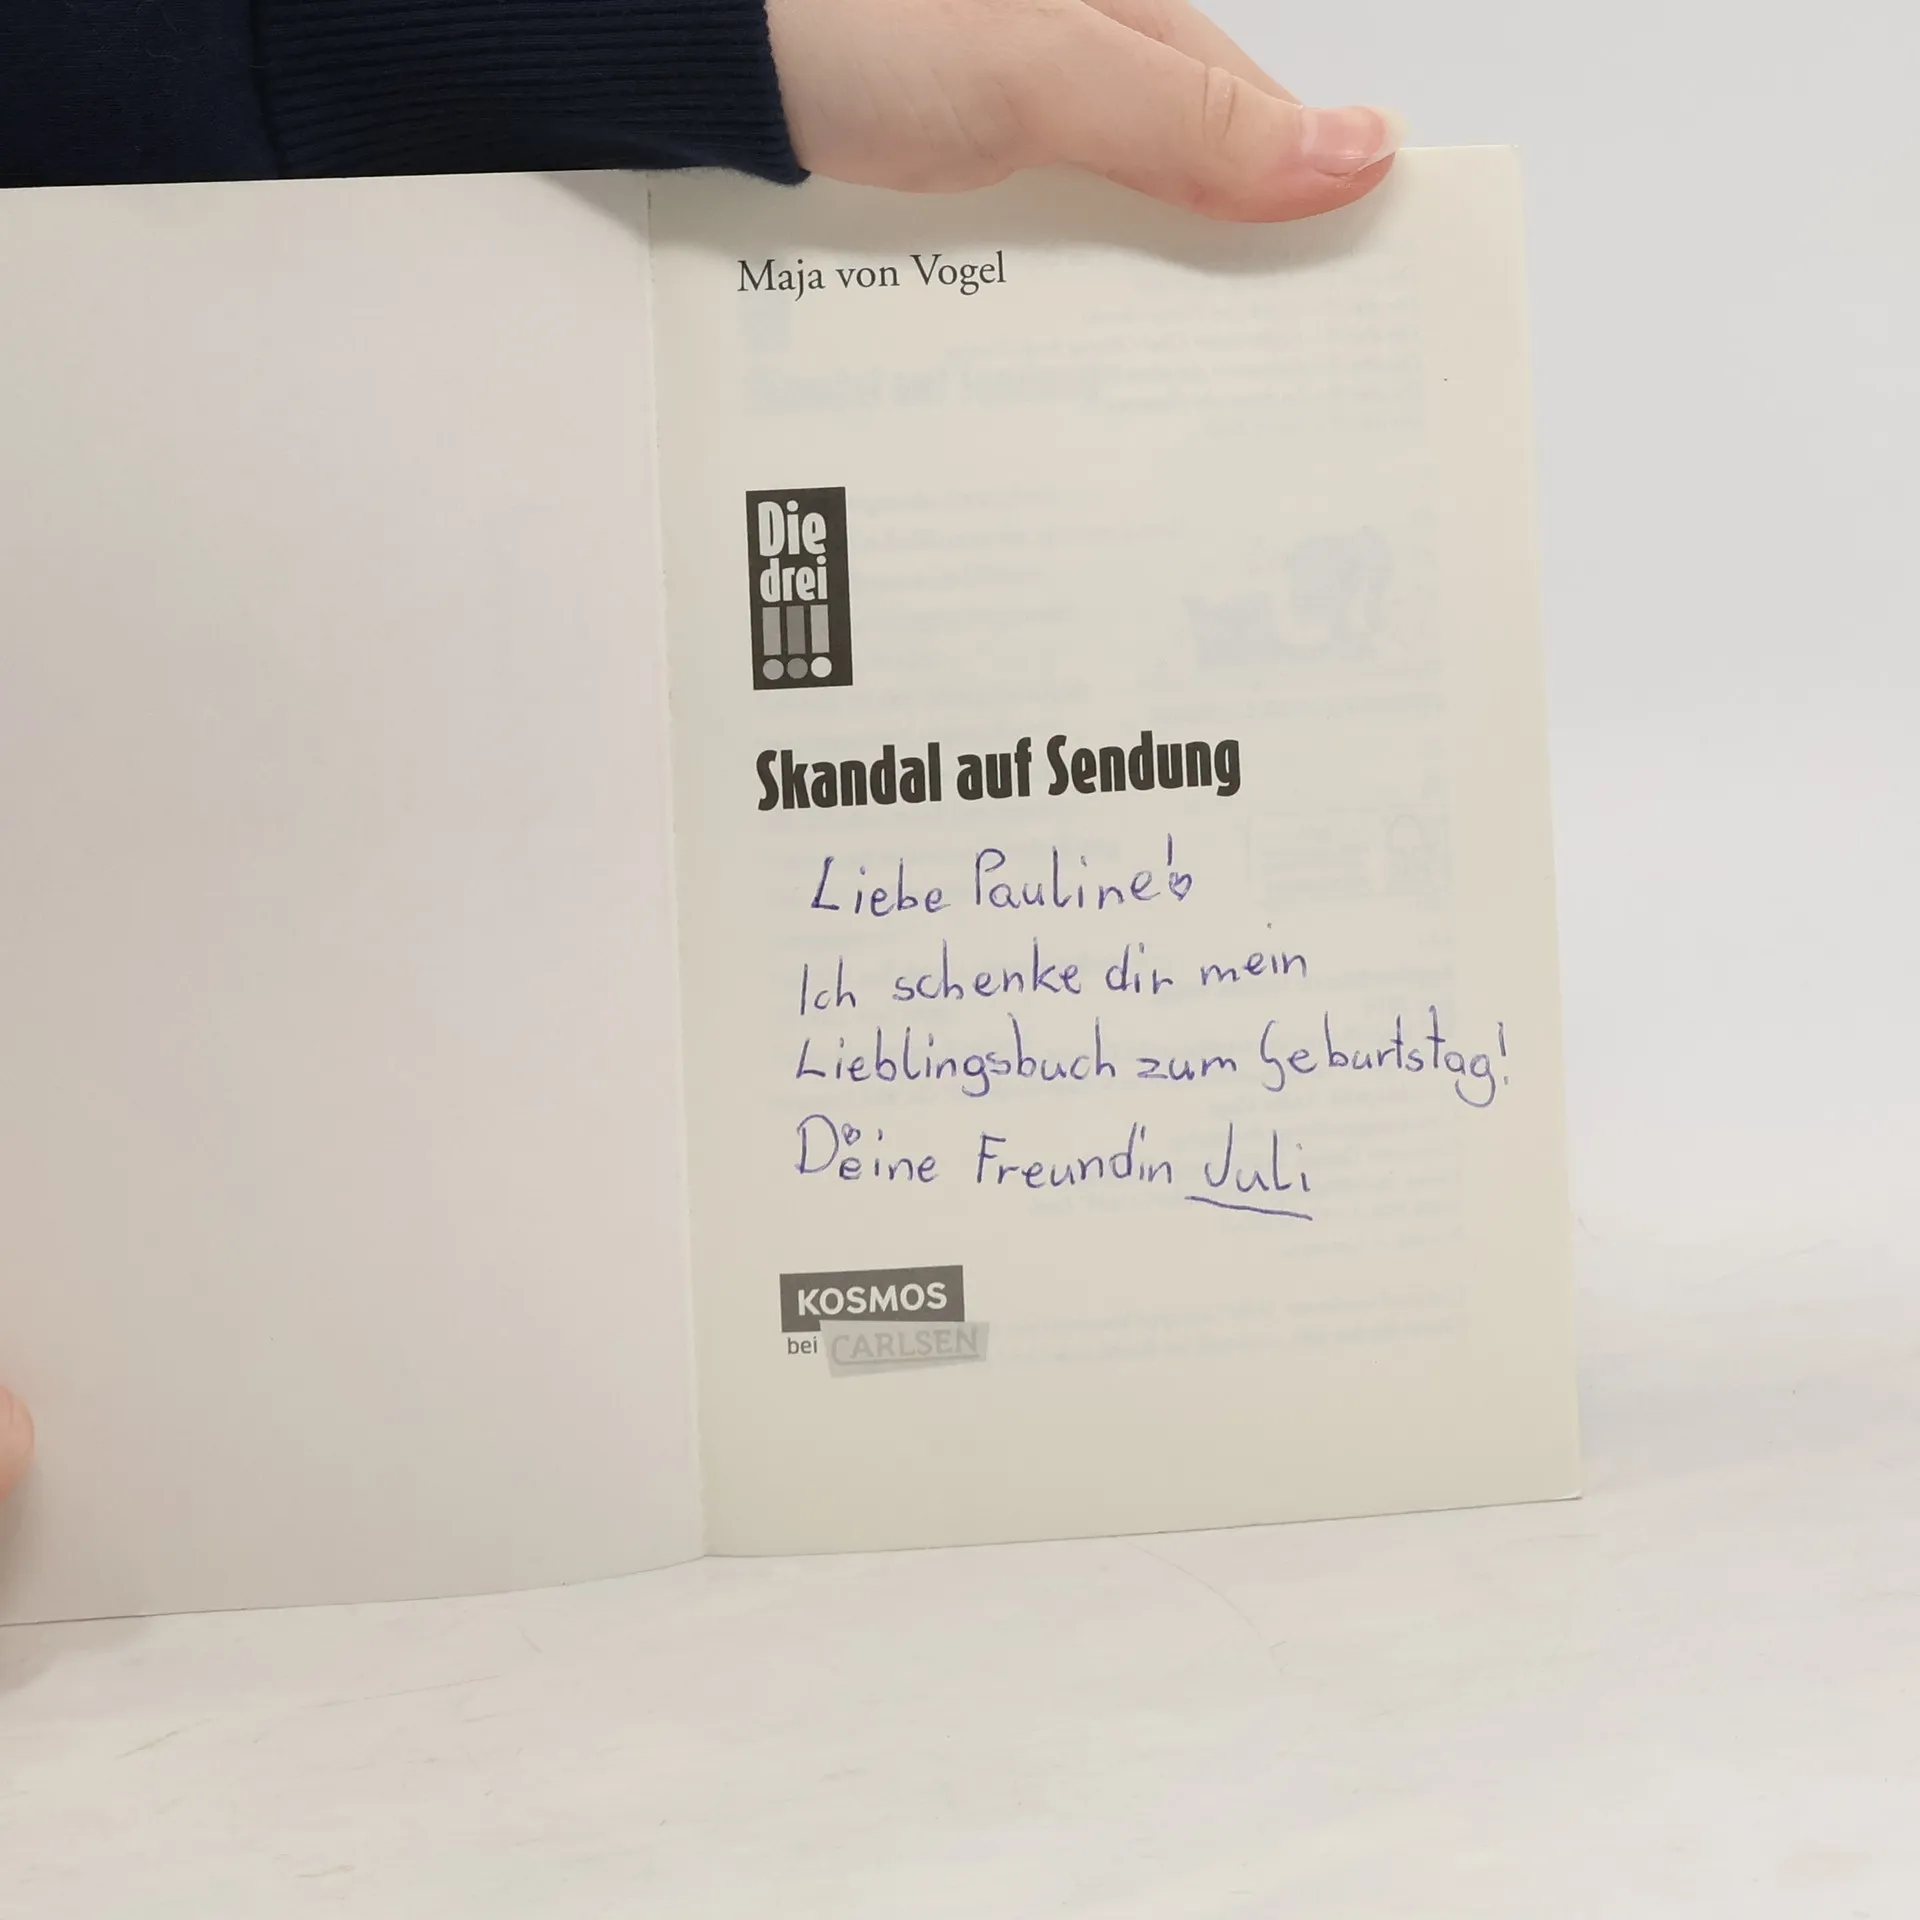 Maja von Vogel
Die
drei
!!!
Skandal auf Sendung
Liebe Pauline!
Ich schenke dir mein
Lieblingsbuch zum Geburtstag!
Deine Freundin Juli
KOSMOS
bei CARLSEN